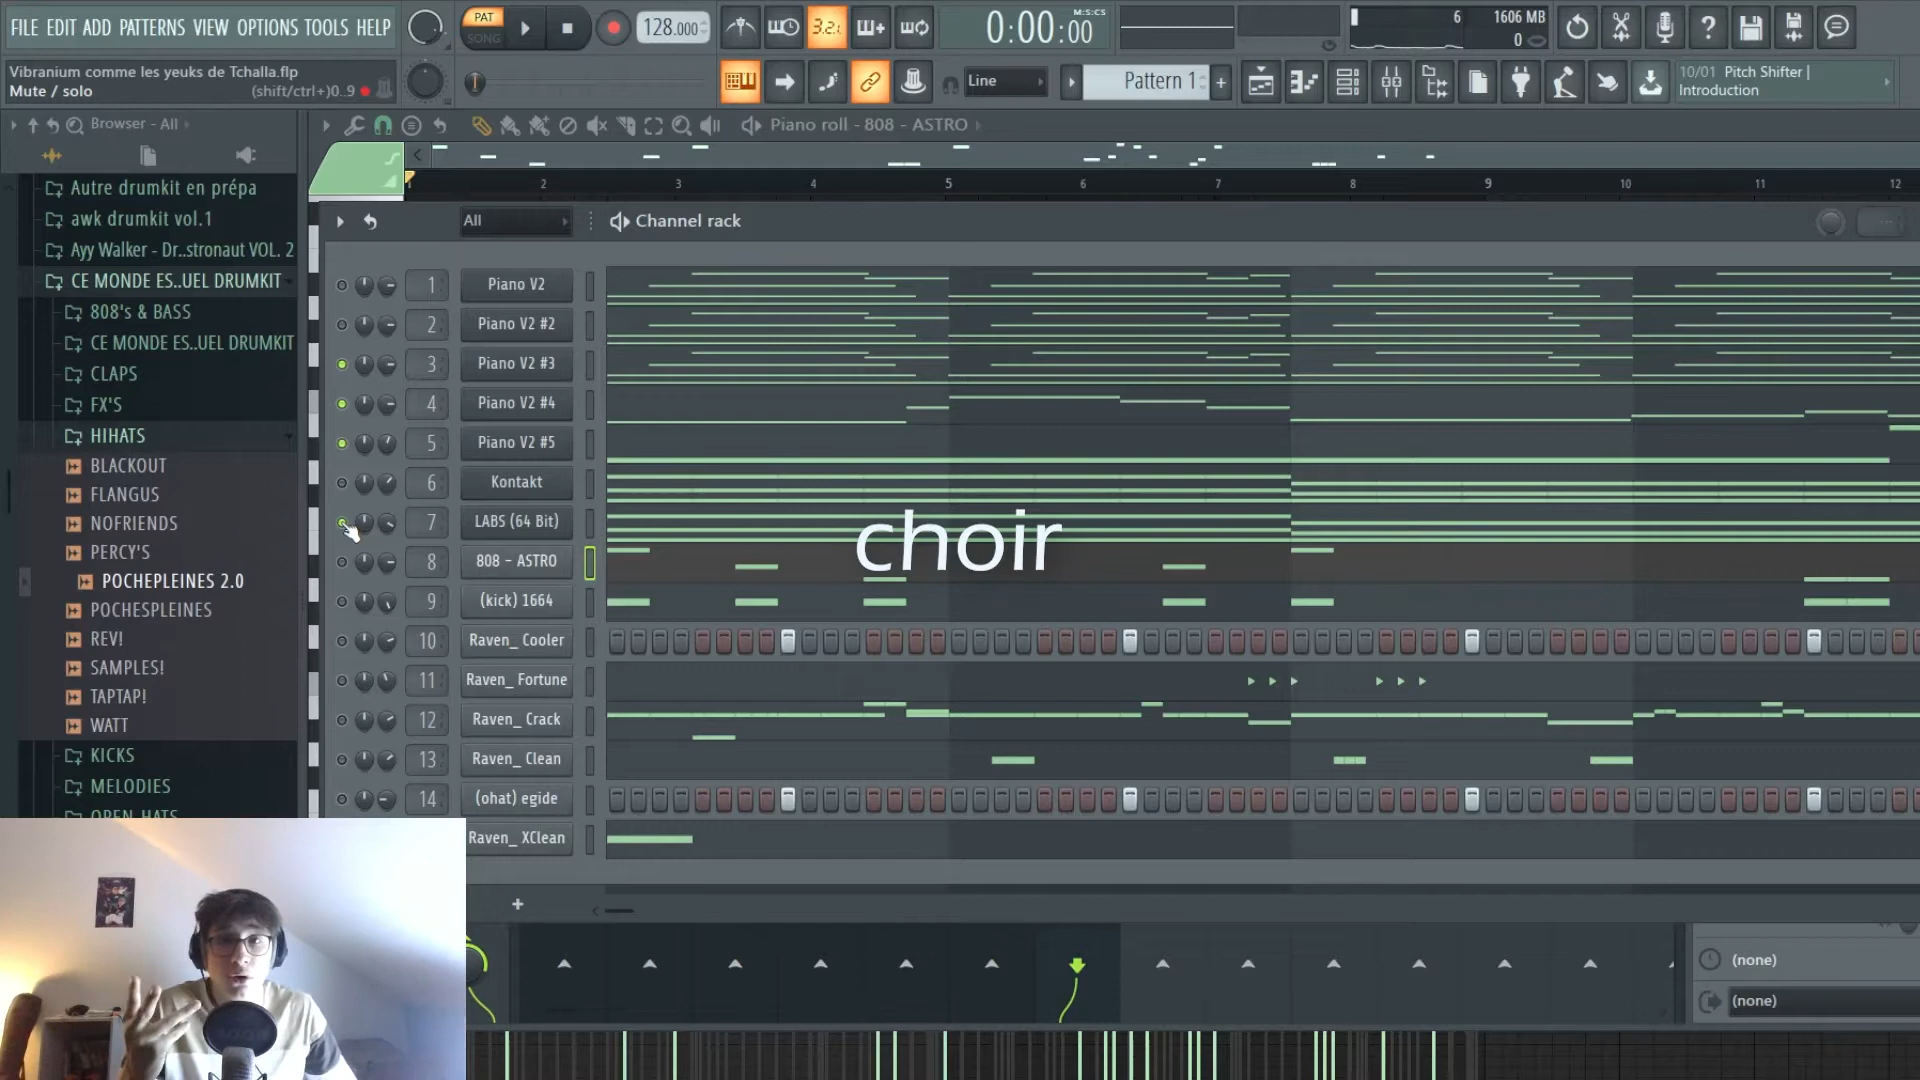 FILE EDIT ADD PATTERNS VIEW OPTIONS TOOLS HELP
PAT
SONG
128.000
3.2.
0:00:00
M:S:CS
6
1606 MB
0
Vibranium comme les yeuks de Tchalla.flp
Mute / solo
(shift/ctrl+)0..9
Line
Pattern 1
+
10/01 Pitch Shifter |
Introduction
Browser - All
Piano roll - 808 - ASTRO
2 3 4 5 6 7 8 9 10 11 12
Autre drumkit en prépa
awk drumkit vol.1
Ayy Walker - Dr..stronaut VOL. 2
CE MONDE ES..UEL DRUMKIT
808's & BASS
CE MONDE ES..UEL DRUMKIT
CLAPS
FX'S
HIHATS
BLACKOUT
FLANGUS
NOFRIENDS
PERCY'S
POCHEPLEINES 2.0
POCHESPLEINES
REV!
SAMPLES!
TAPTAP!
WATT
KICKS
MELODIES
OPEN HATS
All
Channel rack
1 Piano V2
2 Piano V2 #2
3 Piano V2 #3
4 Piano V2 #4
5 Piano V2 #5
6 Kontakt
7 LABS (64 Bit)
8 808 - ASTRO
9 (kick) 1664
10 Raven_ Cooler
11 Raven_ Fortune
12 Raven_ Crack
13 Raven_ Clean
14 (ohat) egide
Raven_ XClean
choir
+
(none)
(none)